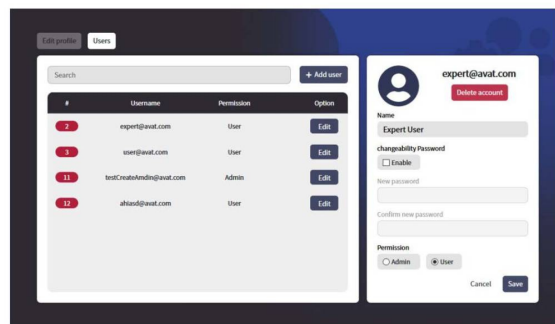 Edit profile Users
Search + Add user
# Username Permission Option
2 expert@avat.com User Edit
3 user@avat.com User Edit
11 testCreateAmdin@avat.com Admin Edit
12 ahiasd@avat.com User Edit
expert@avat.com
Delete account
Name
Expert User
changeability Password
Enable
New password
Confirm new password
Permission
Admin User
Cancel Save